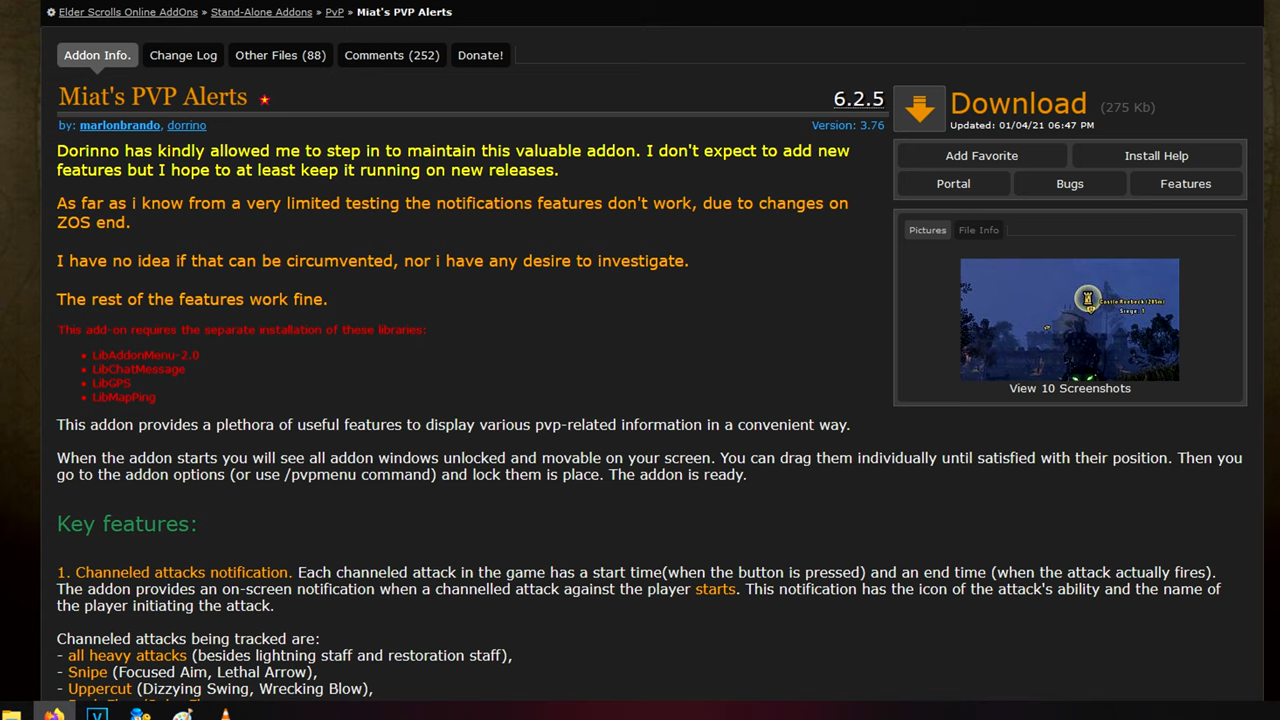 Elder Scrolls Online AddOns » Stand-Alone Addons » PvP » Miat's PVP Alerts
Addon Info. Change Log Other Files (88) Comments (252) Donate!
Miat's PVP Alerts
6.2.5
by: marlonbrando, dorrino
Version: 3.76
Download (275 Kb)
Updated: 01/04/21 06:47 PM
Add Favorite Install Help
Portal Bugs Features
Pictures File Info
Castle Roebeck (285m)
Siege: 1
View 10 Screenshots
Dorinno has kindly allowed me to step in to maintain this valuable addon. I don't expect to add new
features but I hope to at least keep it running on new releases.
As far as i know from a very limited testing the notifications features don't work, due to changes on
ZOS end.
I have no idea if that can be circumvented, nor i have any desire to investigate.
The rest of the features work fine.
This add-on requires the separate installation of these libraries:
• LibAddonMenu-2.0
• LibChatMessage
• LibGPS
• LibMapPing
This addon provides a plethora of useful features to display various pvp-related information in a convenient way.
When the addon starts you will see all addon windows unlocked and movable on your screen. You can drag them individually until satisfied with their position. Then you
go to the addon options (or use /pvpmenu command) and lock them is place. The addon is ready.
Key features:
1. Channeled attacks notification. Each channeled attack in the game has a start time(when the button is pressed) and an end time (when the attack actually fires).
The addon provides an on-screen notification when a channelled attack against the player starts. This notification has the icon of the attack's ability and the name of
the player initiating the attack.
Channeled attacks being tracked are:
- all heavy attacks (besides lightning staff and restoration staff),
- Snipe (Focused Aim, Lethal Arrow),
- Uppercut (Dizzying Swing, Wrecking Blow),